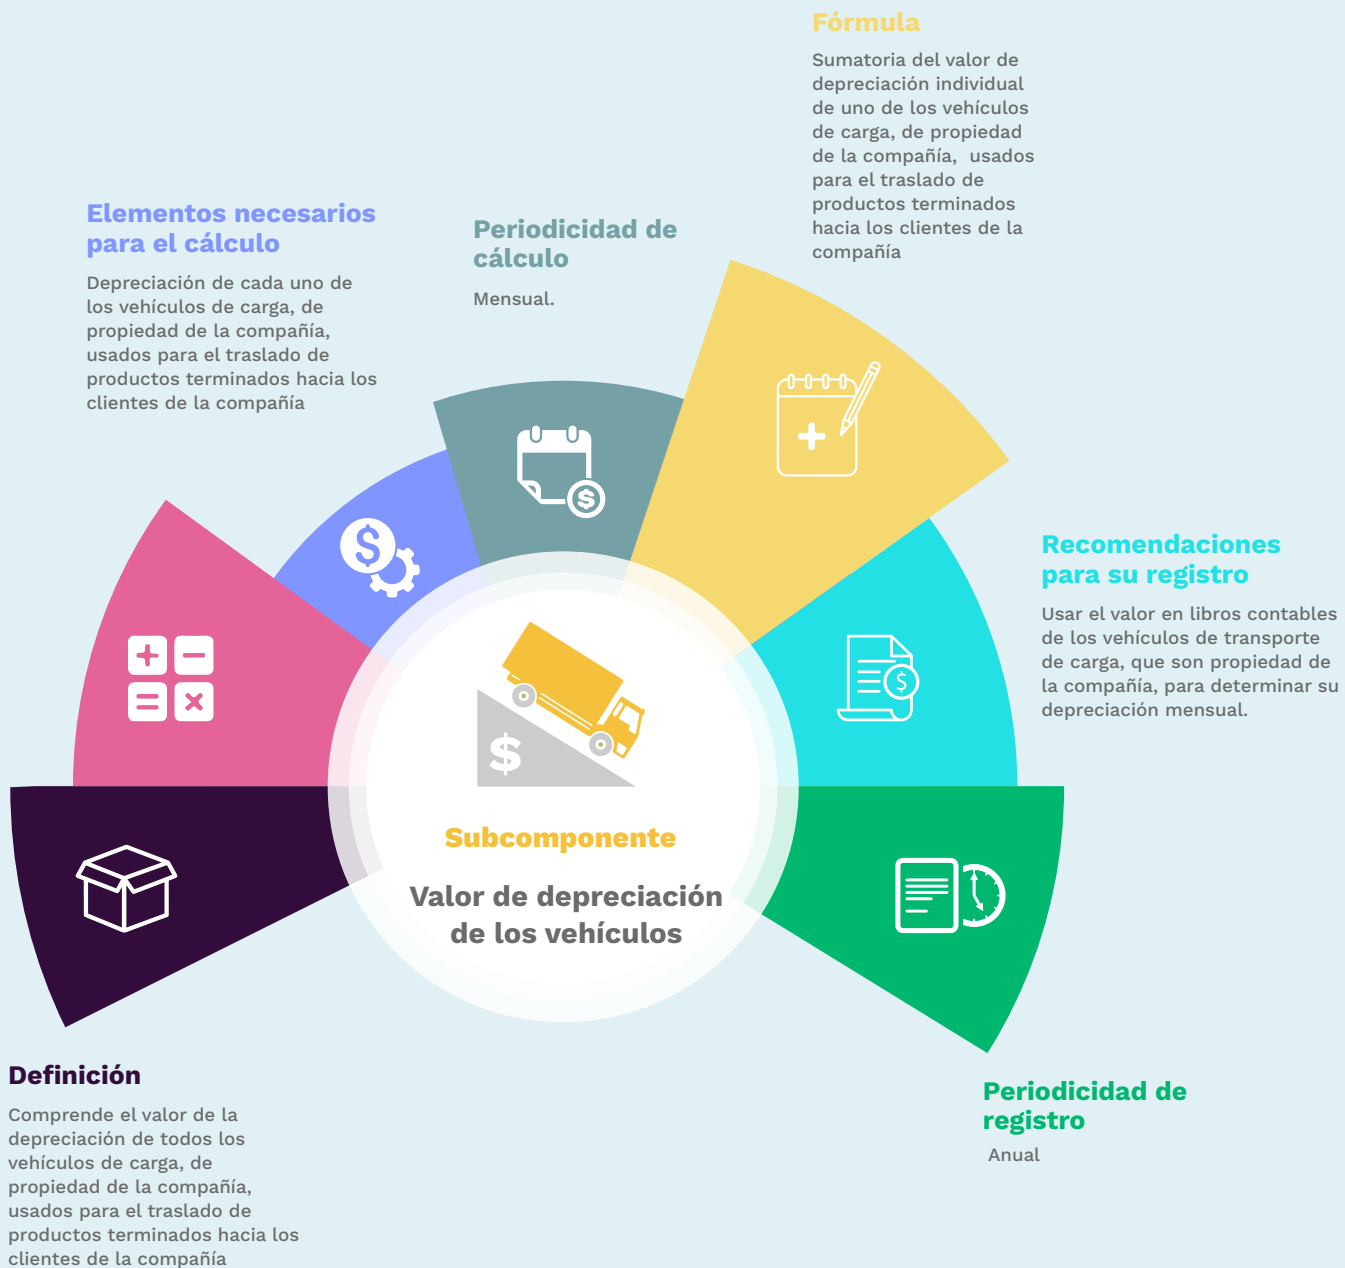 Fórmula
Sumatoria del valor de
depreciación individual
de uno de los vehículos
de carga, de propiedad
de la compañía, usados
para el traslado de
productos terminados
hacia los clientes de la
compañía
Elementos necesarios
para el cálculo
Depreciación de cada uno de
los vehículos de carga, de
propiedad de la compañía,
usados para el traslado de
productos terminados hacia los
clientes de la compañía
Periodicidad de
cálculo
Mensual.
Recomendaciones
para su registro
Usar el valor en libros contables
de los vehículos de transporte
de carga, que son propiedad de
la compañía, para determinar su
depreciación mensual.
Subcomponente
Valor de depreciación
de los vehículos
Definición
Comprende el valor de la
depreciación de todos los
vehículos de carga, de
propiedad de la compañía,
usados para el traslado de
productos terminados hacia los
clientes de la compañía
Periodicidad de
registro
Anual